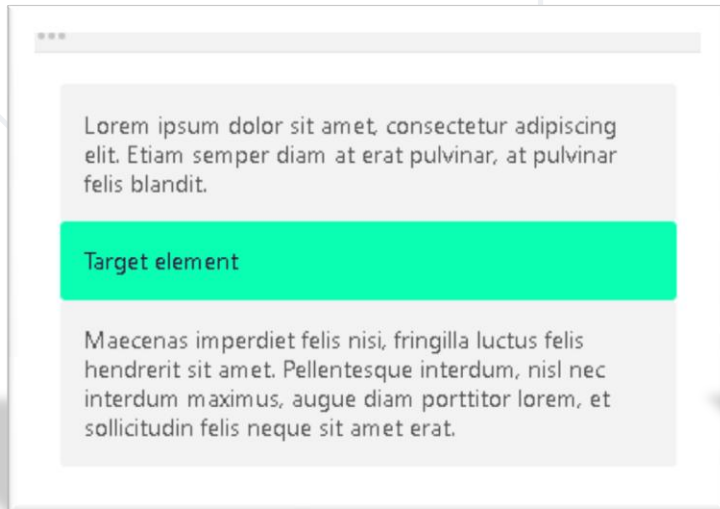 Lorem ipsum dolor sit amet, consectetur adipiscing
elit. Etiam semper diam at erat pulvinar, at pulvinar
felis blandit.
Target element
Maecenas imperdiet felis nisi, fringilla luctus felis
hendrerit sit amet. Pellentesque interdum, nisl nec
interdum maximus, augue diam porttitor lorem, et
sollicitudin felis neque sit amet erat.